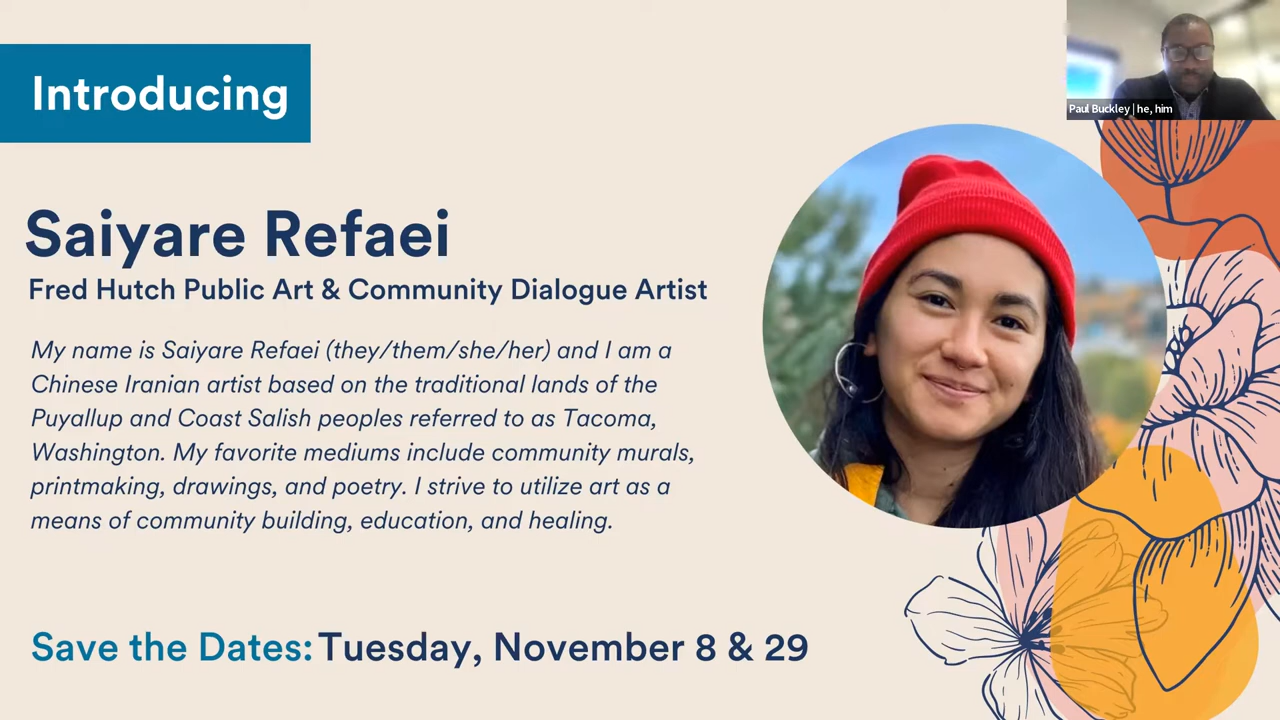 Introducing
Paul Buckley | he, him
Saiyare Refaei
Fred Hutch Public Art & Community Dialogue Artist
My name is Saiyare Refaei (they/them/she/her) and I am a
Chinese Iranian artist based on the traditional lands of the
Puyallup and Coast Salish peoples referred to as Tacoma,
Washington. My favorite mediums include community murals,
printmaking, drawings, and poetry. I strive to utilize art as a
means of community building, education, and healing.
Save the Dates: Tuesday, November 8 & 29